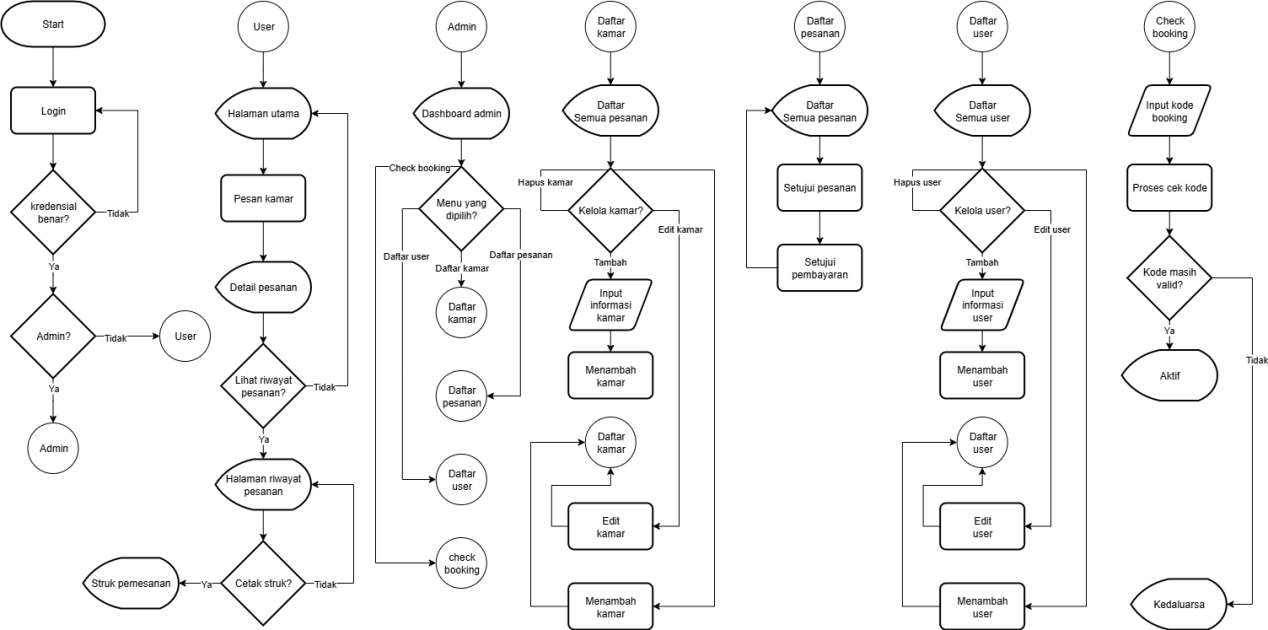 Start
Login
kredensial
benar?
Tidak
Ya
Admin?
Tidak
User
Ya
Admin
User
Halaman utama
Pesan kamar
Detail pesanan
Lihat riwayat
pesanan?
Tidak
Ya
Halaman riwayat
pesanan
Cetak struk?
Tidak
Ya
Struk pemesanan
Admin
Dashboard admin
Check booking
Menu yang
dipilih?
Daftar user
Daftar kamar
Daftar pesanan
Daftar
kamar
Daftar
pesanan
Daftar
user
check
booking
Daftar
kamar
Daftar
Semua pesanan
Hapus kamar
Kelola kamar?
Edit kamar
Tambah
Input
informasi
kamar
Menambah
kamar
Daftar
kamar
Edit
kamar
Menambah
kamar
Daftar
pesanan
Daftar
Semua pesanan
Setujui pesanan
Setujui
pembayaran
Daftar
user
Daftar
Semua user
Hapus user
Kelola user?
Edit user
Tambah
Input
informasi
user
Menambah
user
Daftar
user
Edit
user
Menambah
user
Check
booking
Input kode
booking
Proses cek kode
Kode masih
valid?
Ya
Tidak
Aktif
Kedaluarsa